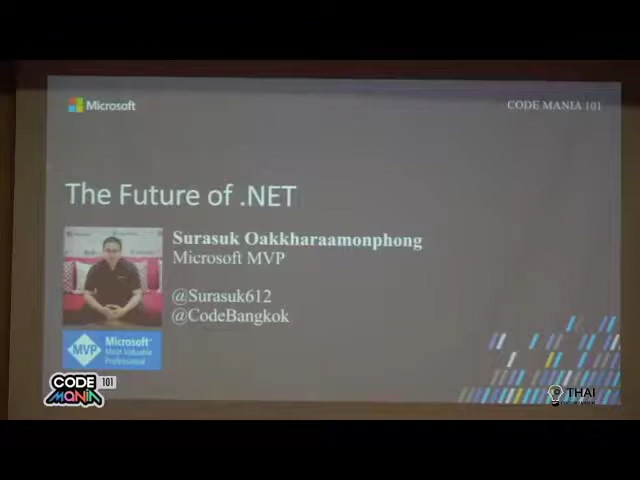 Microsoft
CODE MANIA 101
The Future of .NET
Surasuk Oakkharaamonphong
Microsoft MVP
@Surasuk612
@CodeBangkok
MVP
Microsoft
Most Valuable
Professional
CODE 101
MANIA
THAI